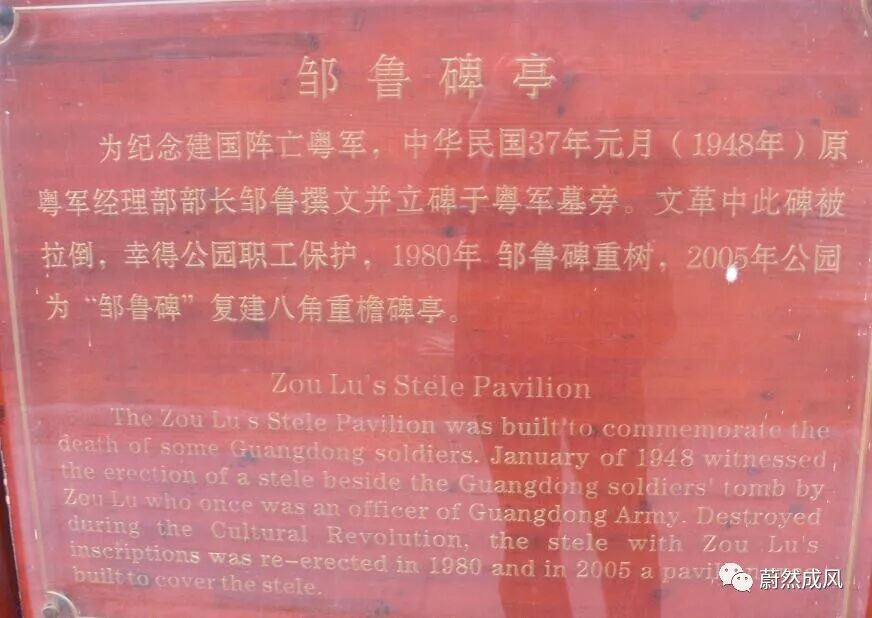 邹鲁碑亭
为纪念建国阵亡粤军，中华民国37年元月（1948年）原
粤军经理部部长邹鲁撰文并立碑于粤军墓旁。文革中此碑被
拉倒，幸得公园职工保护，1980年 邹鲁碑重树，2005年公园
为“邹鲁碑”复建八角重檐碑亭。
Zou Lu's Stele Pavilion
The Zou Lu's Stele Pavilion was built to commemorate the
death of some Guangdong soldiers. January of 1948 witnessed
the erection of a stele beside the Guangdong soldiers' tomb by
Zou Lu who once was an officer of Guangdong Army. Destroyed
during the Cultural Revolution, the stele with Zou Lu's
inscriptions was re-erected in 1980 and in 2005 a
built to cover the stele.
蔚然成风